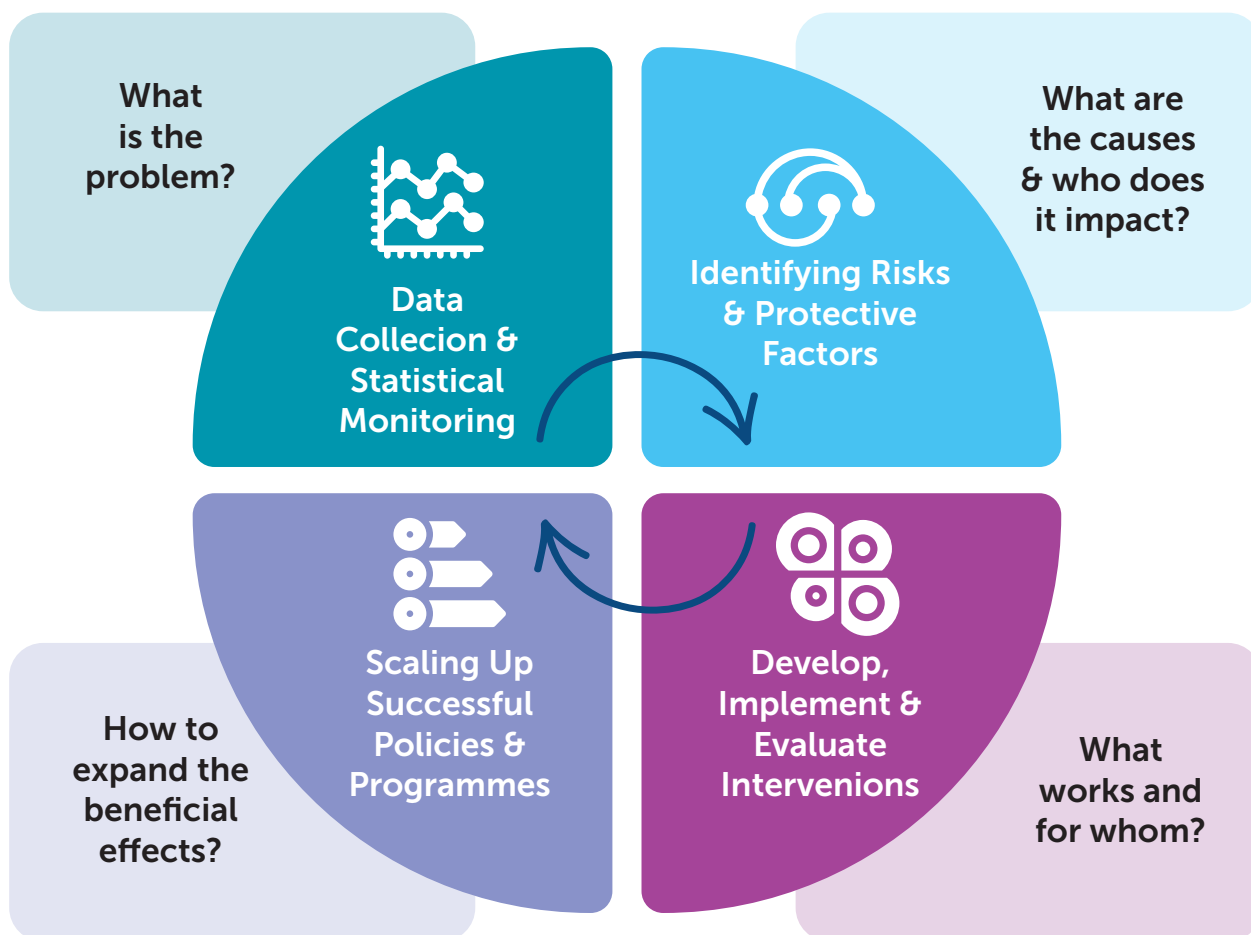 What
is the
problem?
Data
Collecion &
Statistical
Monitoring
Identifying Risks
& Protective
Factors
What are
the causes
& who does
it impact?
How to
expand the
beneficial
effects?
Scaling Up
Successful
Policies &
Programmes
Develop,
Implement &
Evaluate
Intervenions
What
works and
for whom?